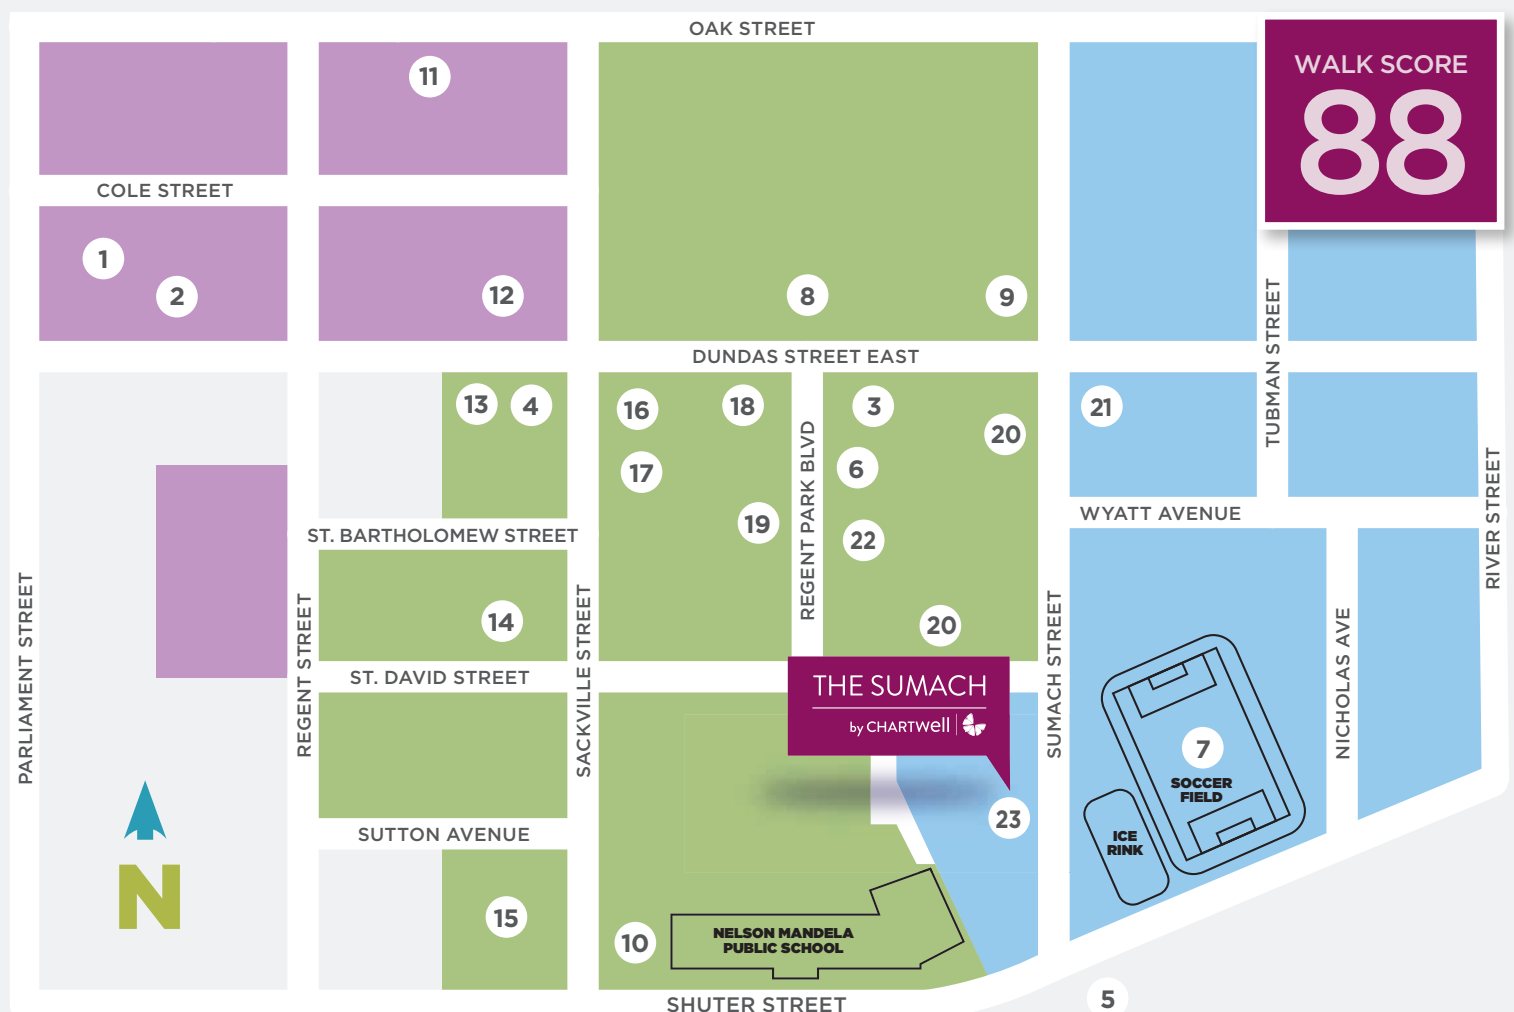 OAK STREET
WALK SCORE
88
11
COLE STREET
1
2
12
8
9
TUBMAN STREET
DUNDAS STREET EAST
13
4
16
18
3
20
21
17
6
REGENT PARK BLVD
19
22
WYATT AVENUE
RIVER STREET
ST. BARTHOLOMEW STREET
PARLIAMENT STREET
REGENT STREET
14
SACKVILLE STREET
20
SUMACH STREET
NICHOLAS AVE
ST. DAVID STREET
THE SUMACH
by CHARTWELL
7
SOCCER
FIELD
23
SUTTON AVENUE
ICE
RINK
N
15
10
NELSON MANDELA
PUBLIC SCHOOL
SHUTER STREET
5